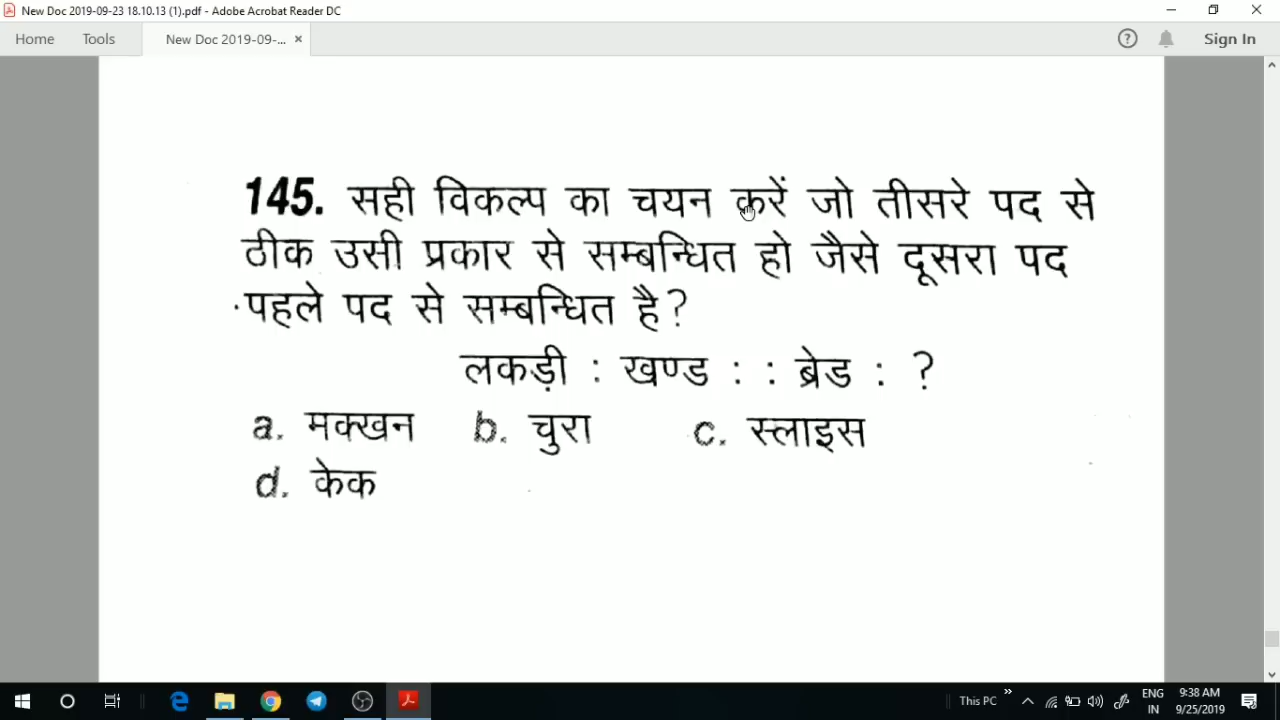 New Doc 2019-09-23 18.10.13 (1).pdf - Adobe Acrobat Reader DC
Home Tools New Doc 2019-09-... × ? Sign In
145. सही विकल्प का चयन करें जो तीसरे पद से
ठीक उसी प्रकार से सम्बन्धित हो जैसे दूसरा पद
पहले पद से सम्बन्धित है?
लकड़ी : खण्ड : : ब्रेड : ?
a. मक्खन b. चुरा c. स्लाइस
d. केक
This PC » ENG 9:38 AM
IN 9/25/2019